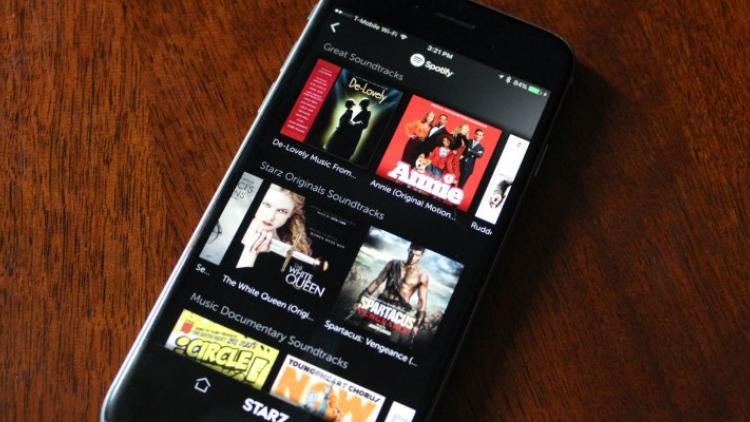 T-Mobile Wi-Fi
3:21 PM
84%
Spotify
Great Soundtracks
De-Lovely
Annie
De-Lovely Music From...
Annie (Original Motion...
Rudd
Starz Originals Soundtracks
THE
WHITE
QUEEN
SPARTACUS
VENGEANCE
Se...
The White Queen (Origi...
Spartacus: Vengeance (...
Music Documentary Soundtracks
CIRCLE!
YOUNG@HEART CHORUS
NOW
STARZ